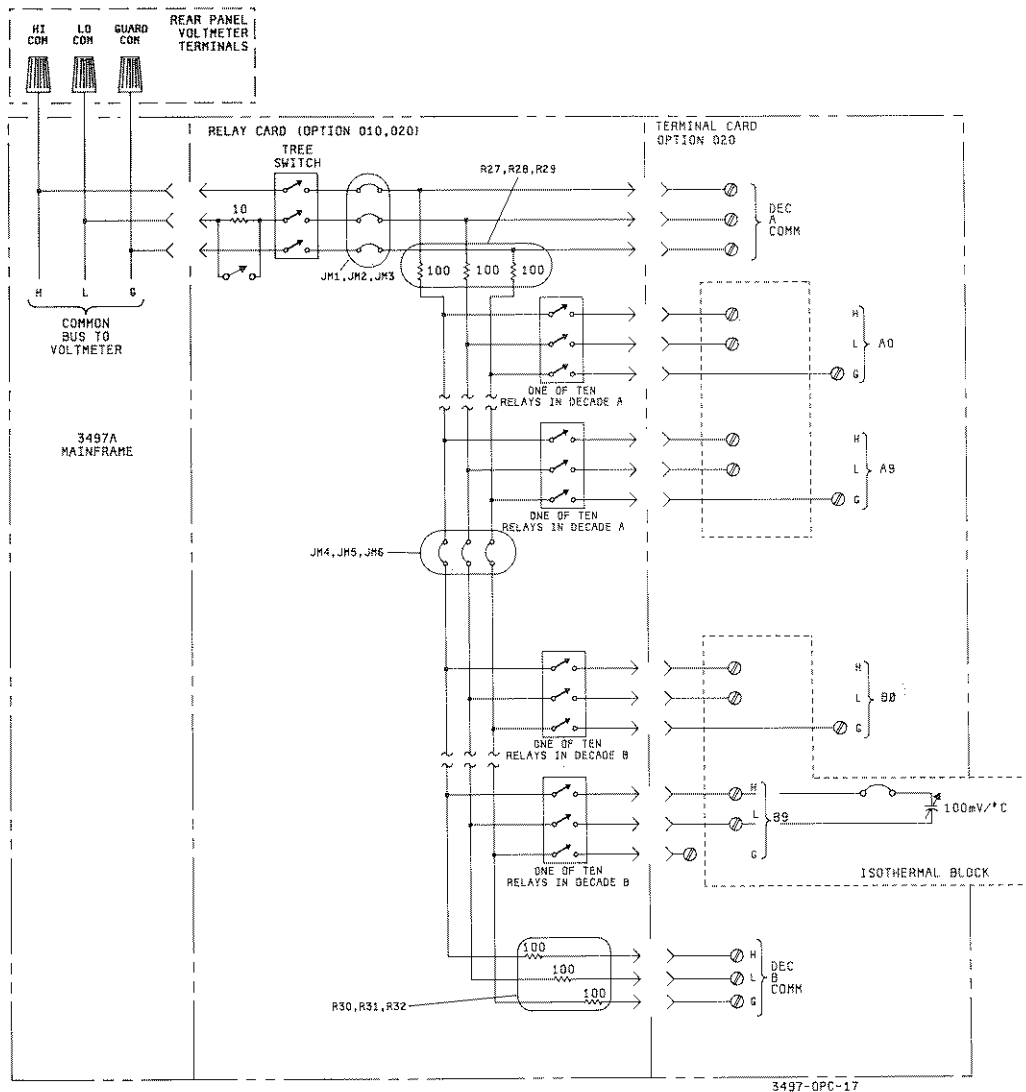 REAR PANEL
VOLTMETER
TERMINALS
HI
COM
LO
COM
GUARD
COM
RELAY CARD (OPTION 010,020)
TERMINAL CARD
OPTION 020
TREE
SWITCH
R27,R28,R29
10
DEC
A
COMM
JM1,JM2,JM3
100
100
100
H
L
G
COMMON
BUS TO
VOLTMETER
H
L
G
A0
ONE OF TEN
RELAYS IN DECADE A
3497A
MAINFRAME
H
L
G
A9
ONE OF TEN
RELAYS IN DECADE A
JM4,JM5,JM6
H
L
G
B0
ONE OF TEN
RELAYS IN DECADE B
H
L
G
B9
100mV/°C
ONE OF TEN
RELAYS IN DECADE B
ISOTHERMAL BLOCK
100
100
100
H
L
G
DEC
B
COMM
R30,R31,R32
3497-OPC-17